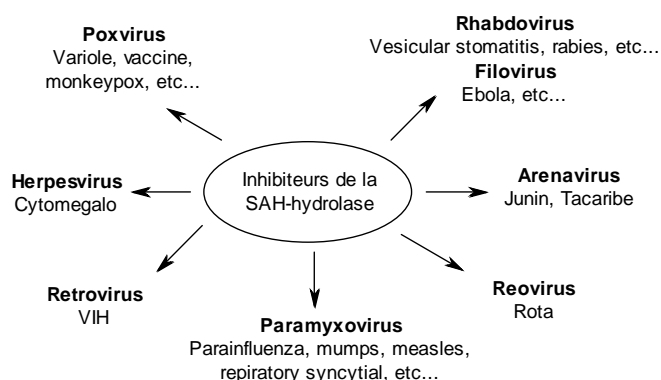 Poxvirus
Variole, vaccine,
monkeypox, etc...
Rhabdovirus
Vesicular stomatitis, rabies, etc...
Filovirus
Ebola, etc...
Herpesvirus
Cytomegalo
Inhibiteurs de la
SAH-hydrolase
Arenavirus
Junin, Tacaribe
Retrovirus
VIH
Paramyxovirus
Parainfluenza, mumps, measles,
repiratory syncytial, etc...
Reovirus
Rota